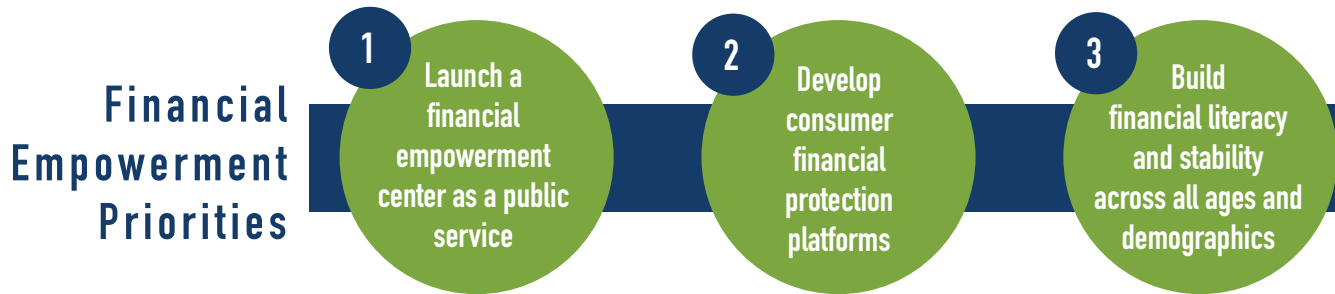 Financial
Empowerment
Priorities
1
Launch a
financial
empowerment
center as a public
service
2
Develop
consumer
financial
protection
platforms
3
Build
financial literacy
and stability
across all ages and
demographics